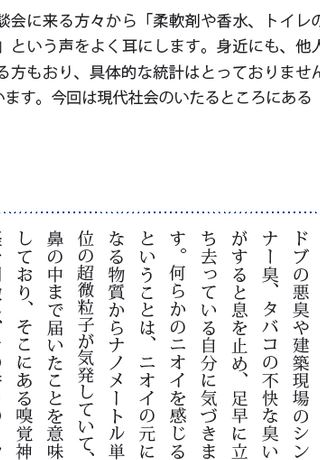 談会に来る方々から「柔軟剤や香水、トイレの
」という声をよく耳にします。身近にも、他人
る方もおり、具体的な統計はとっておりません
います。今回は現代社会のいたるところにある
ドブの悪臭や建築現場のシン
ナー臭、タバコの不快な臭い
がすると息を止め、足早に立
ち去っている自分に気づきま
す。何らかのニオイを感じる
ということは、ニオイの元に
なる物質からナノメートル単
位の超微粒子が気発していて、
鼻の中まで届いたことを意味
しており、そこにある嗅覚神